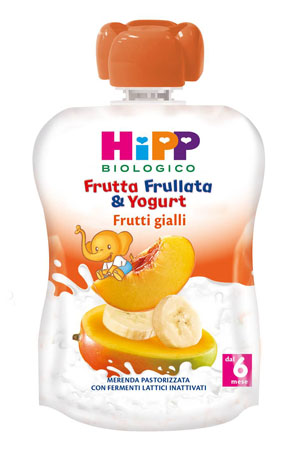 HiPP
BIOLOGICO
Frutta Frullata
& Yogurt
Frutti gialli
dal
6
mese
MERENDA PASTORIZZATA
CON FERMENTI LATTICI INATTIVATI